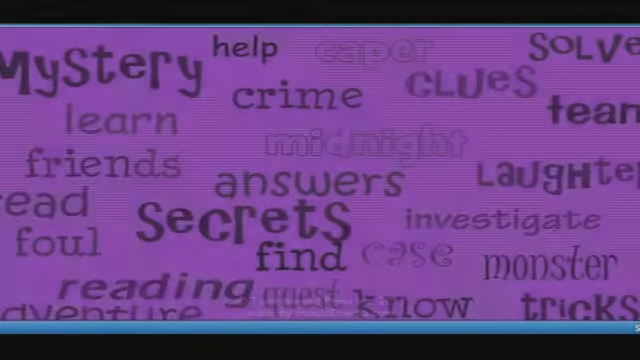 help caper SOLVE
Mystery
crime CLUES
learn team
midnight
friends answers LAUGHTER
read
Secrets investigate
foul
find case monster
reading quest
know tricks
adventure